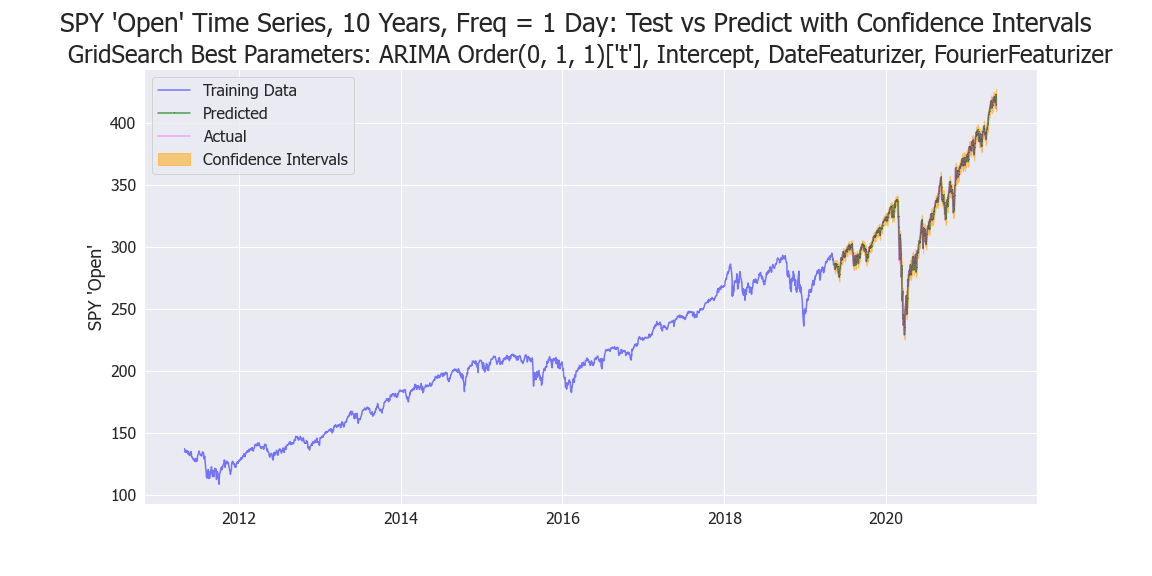 SPY 'Open' Time Series, 10 Years, Freq = 1 Day: Test vs Predict with Confidence Intervals
GridSearch Best Parameters: ARIMA Order(0, 1, 1)['t'], Intercept, DateFeaturizer, FourierFeaturizer
Training Data
Predicted
Actual
Confidence Intervals
SPY 'Open'
400
350
300
250
200
150
100
2012 2014 2016 2018 2020